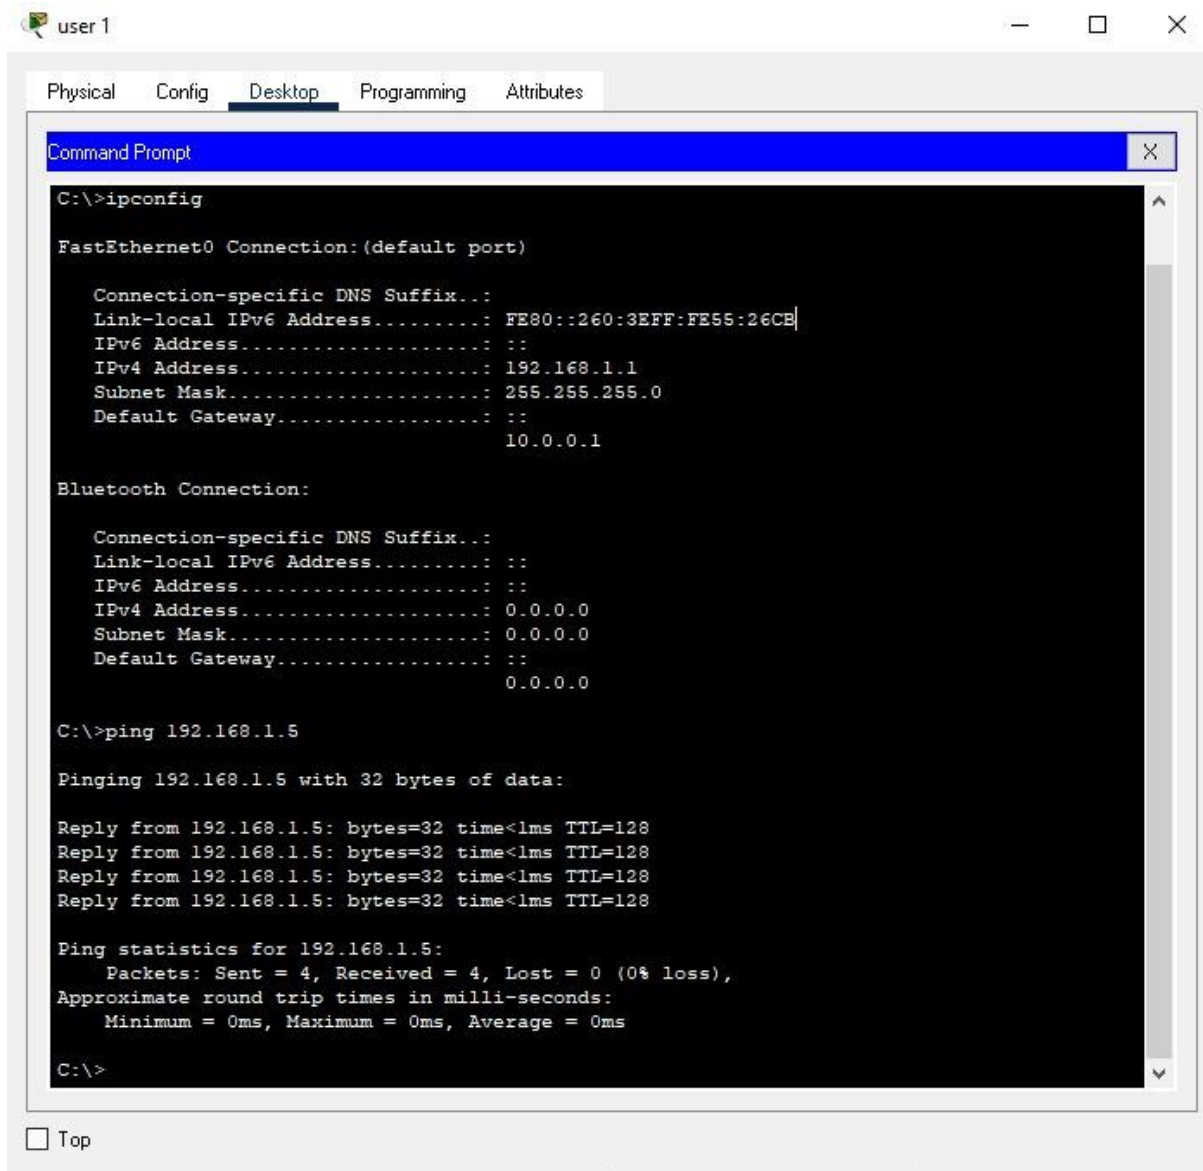 user 1
Physical Config Desktop Programming Attributes
Command Prompt X
C:\>ipconfig
FastEthernet0 Connection:(default port)
Connection-specific DNS Suffix..:
Link-local IPv6 Address.........: FE80::260:3EFF:FE55:26CB
IPv6 Address....................: ::
IPv4 Address....................: 192.168.1.1
Subnet Mask.....................: 255.255.255.0
Default Gateway.................: ::
10.0.0.1
Bluetooth Connection:
Connection-specific DNS Suffix..:
Link-local IPv6 Address.........: ::
IPv6 Address....................: ::
IPv4 Address....................: 0.0.0.0
Subnet Mask.....................: 0.0.0.0
Default Gateway.................: ::
0.0.0.0
C:\>ping 192.168.1.5
Pinging 192.168.1.5 with 32 bytes of data:
Reply from 192.168.1.5: bytes=32 time<1ms TTL=128
Reply from 192.168.1.5: bytes=32 time<1ms TTL=128
Reply from 192.168.1.5: bytes=32 time<1ms TTL=128
Reply from 192.168.1.5: bytes=32 time<1ms TTL=128
Ping statistics for 192.168.1.5:
Packets: Sent = 4, Received = 4, Lost = 0 (0% loss),
Approximate round trip times in milli-seconds:
Minimum = 0ms, Maximum = 0ms, Average = 0ms
C:\>
Top